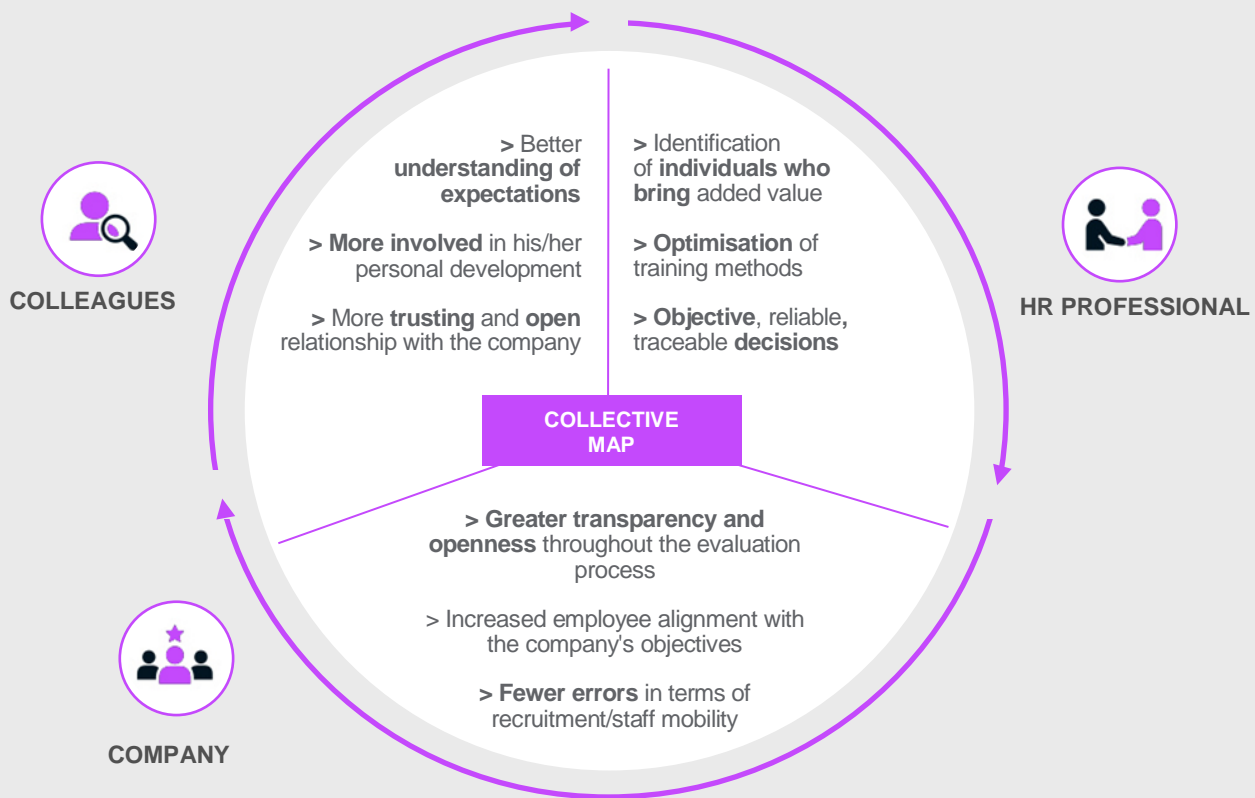 > Better
understanding of
expectations
> More involved in his/her
personal development
> More trusting and open
relationship with the company
> Identification
of individuals who
bring added value
> Optimisation of
training methods
> Objective, reliable,
traceable decisions
COLLEAGUES
HR PROFESSIONAL
COLLECTIVE
MAP
> Greater transparency and
openness throughout the evaluation
process
> Increased employee alignment with
the company's objectives
> Fewer errors in terms of
recruitment/staff mobility
COMPANY